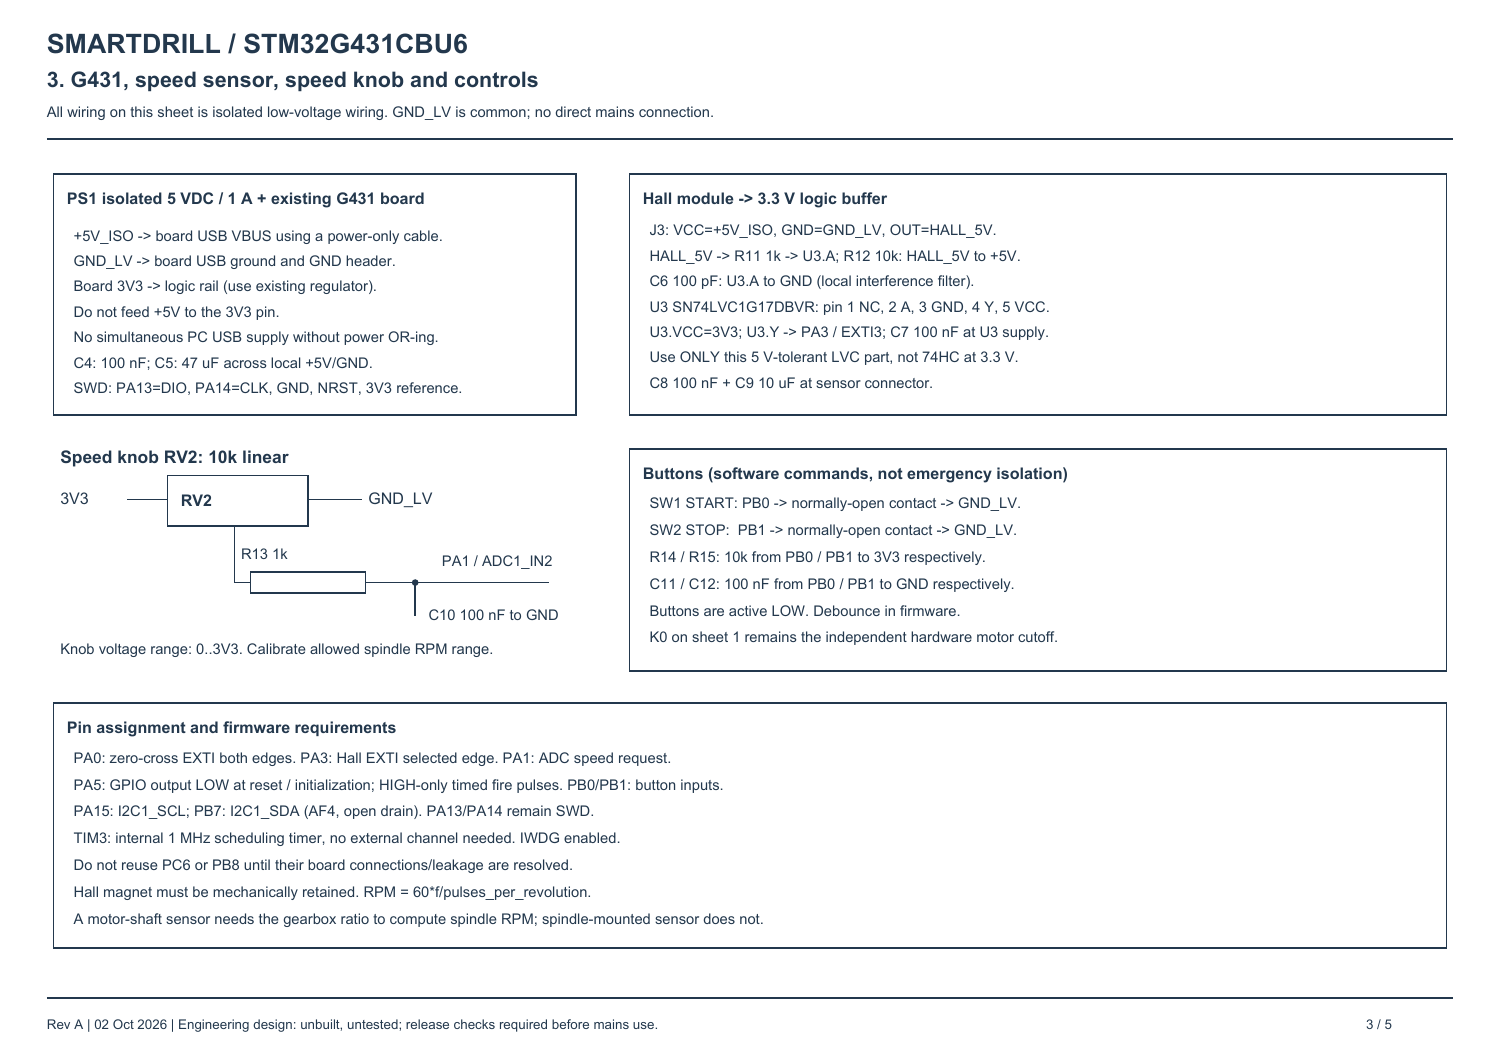 SMARTDRILL / STM32G431CBU6
3. G431, speed sensor, speed knob and controls
All wiring on this sheet is isolated low-voltage wiring. GND_LV is common; no direct mains connection.
PS1 isolated 5 VDC / 1 A + existing G431 board
+5V_ISO -> board USB VBUS using a power-only cable.
GND_LV -> board USB ground and GND header.
Board 3V3 -> logic rail (use existing regulator).
Do not feed +5V to the 3V3 pin.
No simultaneous PC USB supply without power OR-ing.
C4: 100 nF; C5: 47 uF across local +5V/GND.
SWD: PA13=DIO, PA14=CLK, GND, NRST, 3V3 reference.
Hall module -> 3.3 V logic buffer
J3: VCC=+5V_ISO, GND=GND_LV, OUT=HALL_5V.
HALL_5V -> R11 1k -> U3.A; R12 10k: HALL_5V to +5V.
C6 100 pF: U3.A to GND (local interference filter).
U3 SN74LVC1G17DBVR: pin 1 NC, 2 A, 3 GND, 4 Y, 5 VCC.
U3.VCC=3V3; U3.Y -> PA3 / EXTI3; C7 100 nF at U3 supply.
Use ONLY this 5 V-tolerant LVC part, not 74HC at 3.3 V.
C8 100 nF + C9 10 uF at sensor connector.
Speed knob RV2: 10k linear
3V3
RV2
GND_LV
R13 1k
PA1 / ADC1_IN2
C10 100 nF to GND
Knob voltage range: 0..3V3. Calibrate allowed spindle RPM range.
Buttons (software commands, not emergency isolation)
SW1 START: PB0 -> normally-open contact -> GND_LV.
SW2 STOP:  PB1 -> normally-open contact -> GND_LV.
R14 / R15: 10k from PB0 / PB1 to 3V3 respectively.
C11 / C12: 100 nF from PB0 / PB1 to GND respectively.
Buttons are active LOW. Debounce in firmware.
K0 on sheet 1 remains the independent hardware motor cutoff.
Pin assignment and firmware requirements
PA0: zero-cross EXTI both edges. PA3: Hall EXTI selected edge. PA1: ADC speed request.
PA5: GPIO output LOW at reset / initialization; HIGH-only timed fire pulses. PB0/PB1: button inputs.
PA15: I2C1_SCL; PB7: I2C1_SDA (AF4, open drain). PA13/PA14 remain SWD.
TIM3: internal 1 MHz scheduling timer, no external channel needed. IWDG enabled.
Do not reuse PC6 or PB8 until their board connections/leakage are resolved.
Hall magnet must be mechanically retained. RPM = 60*f/pulses_per_revolution.
A motor-shaft sensor needs the gearbox ratio to compute spindle RPM; spindle-mounted sensor does not.
Rev A | 02 Oct 2026 | Engineering design: unbuilt, untested; release checks required before mains use.
3 / 5